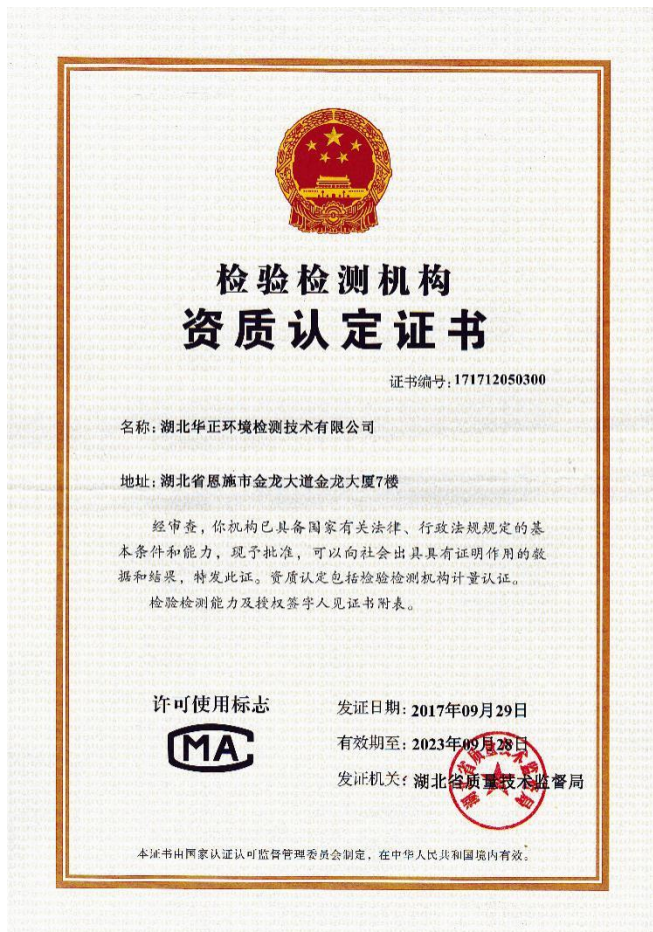 检验检测机构
资质认定证书
证书编号:171712050300
名称:湖北华正环境检测技术有限公司
地址:湖北省恩施市金龙大道金龙大厦7楼
经审查,你机构已具备国家有关法律、行政法规规定的基
本条件和能力,现予批准,可以向社会出具具有证明作用的数
据和结果,特发此证。资质认定包括检验检测机构计量认证。
检验检测能力及授权签字人见证书附表。
许可使用标志
MA
发证日期:2017年09月29日
有效期至:2023年09月28日
发证机关:湖北省质量技术监督局
湖北省质量技术监督局
本证书由国家认证认可监督管理委员会制定,在中华人民共和国境内有效。